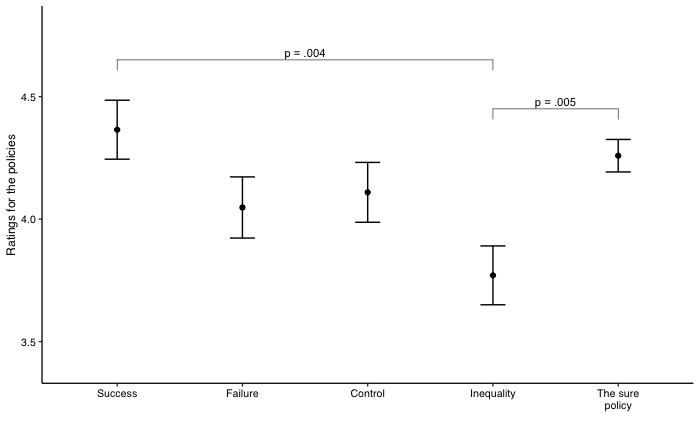 p = .004
p = .005
4.5
4.0
3.5
Ratings for the policies
Success
Failure
Control
Inequality
The sure
policy